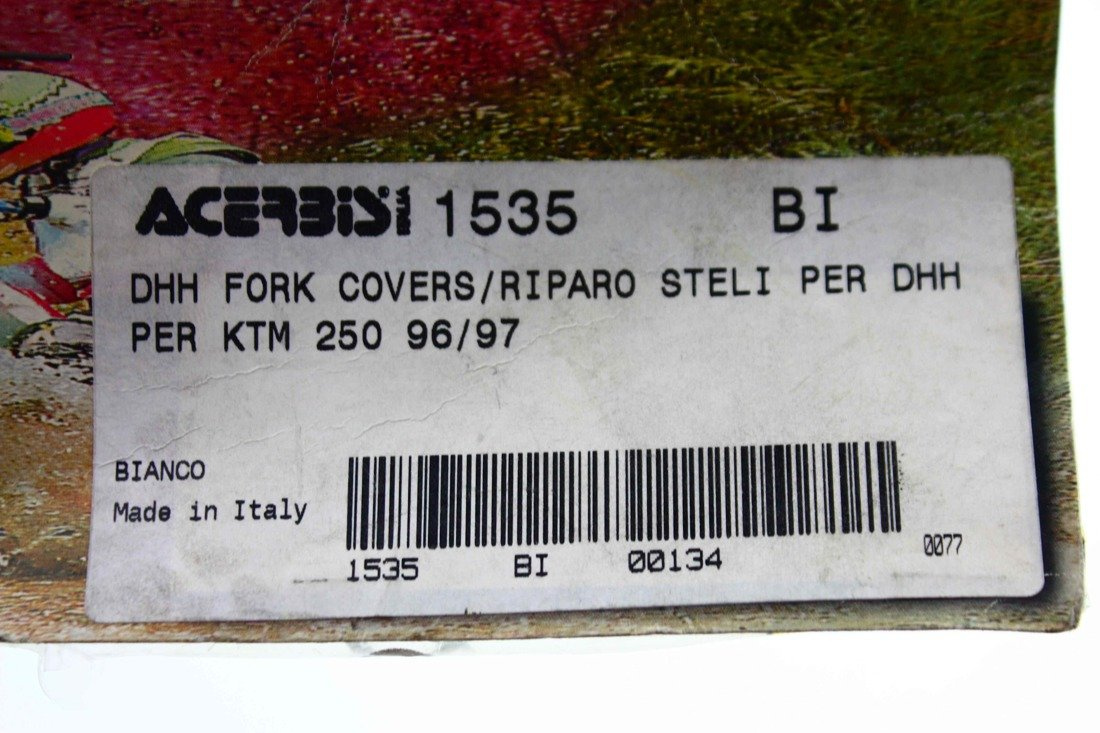 ACERBIS ITALIA 1535 BI
DHH FORK COVERS/RIPARO STELI PER DHH
PER KTM 250 96/97
BIANCO
Made in Italy
1535 BI 00134
0077